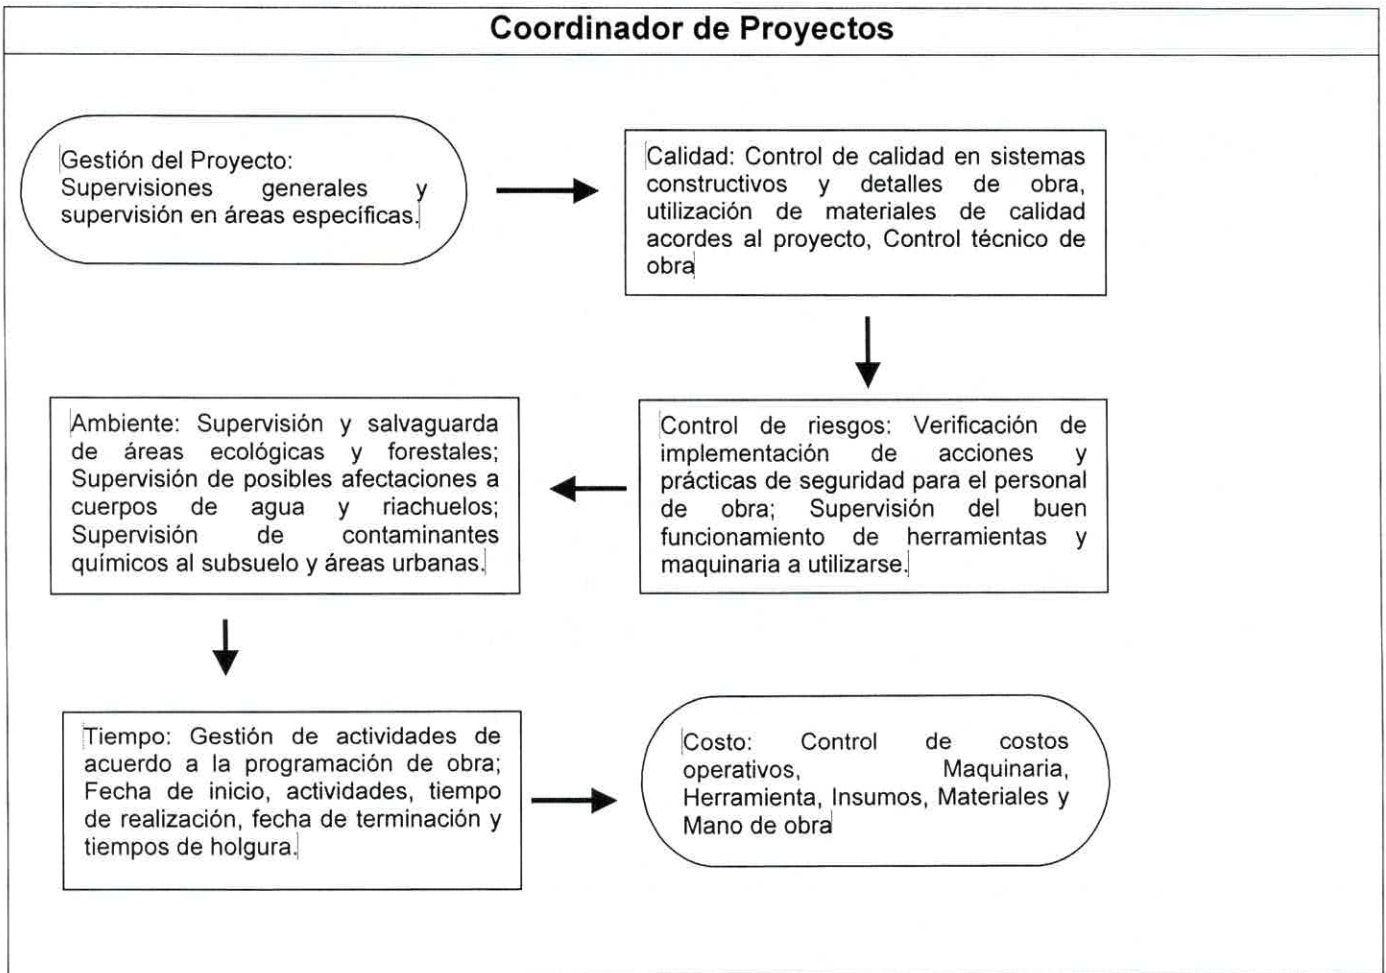 Coordinador de Proyectos
Gestión del Proyecto:
Supervisiones generales y
supervisión en áreas específicas.
Calidad: Control de calidad en sistemas
constructivos y detalles de obra,
utilización de materiales de calidad
acordes al proyecto, Control técnico de
obra
Control de riesgos: Verificación de
implementación de acciones y
prácticas de seguridad para el personal
de obra; Supervisión del buen
funcionamiento de herramientas y
maquinaria a utilizarse.
Ambiente: Supervisión y salvaguarda
de áreas ecológicas y forestales;
Supervisión de posibles afectaciones a
cuerpos de agua y riachuelos;
Supervisión de contaminantes
químicos al subsuelo y áreas urbanas.
Tiempo: Gestión de actividades de
acuerdo a la programación de obra;
Fecha de inicio, actividades, tiempo
de realización, fecha de terminación y
tiempos de holgura.
Costo: Control de costos
operativos, Maquinaria,
Herramienta, Insumos, Materiales y
Mano de obra